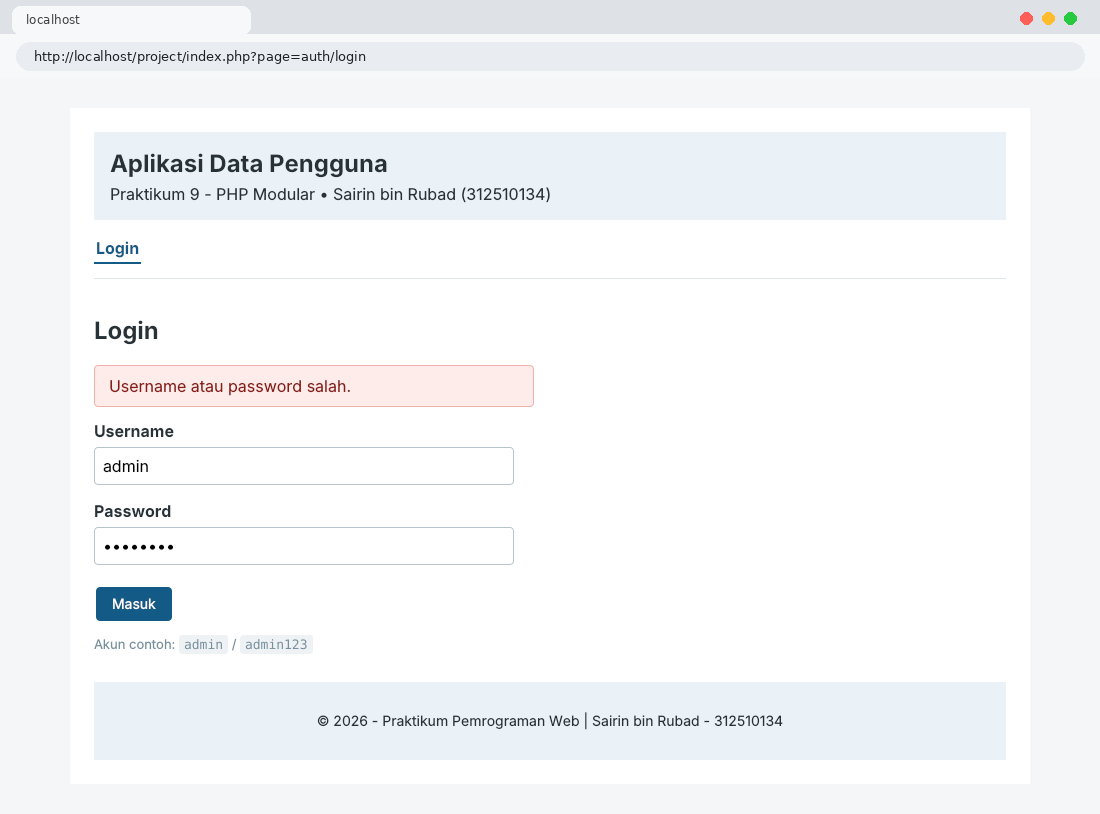 localhost
http://localhost/project/index.php?page=auth/login
Aplikasi Data Pengguna
Praktikum 9 - PHP Modular • Sairin bin Rubad (312510134)
Login
Login
Username atau password salah.
Username
admin
Password
••••••••
Masuk
Akun contoh: admin / admin123
© 2026 - Praktikum Pemrograman Web | Sairin bin Rubad - 312510134